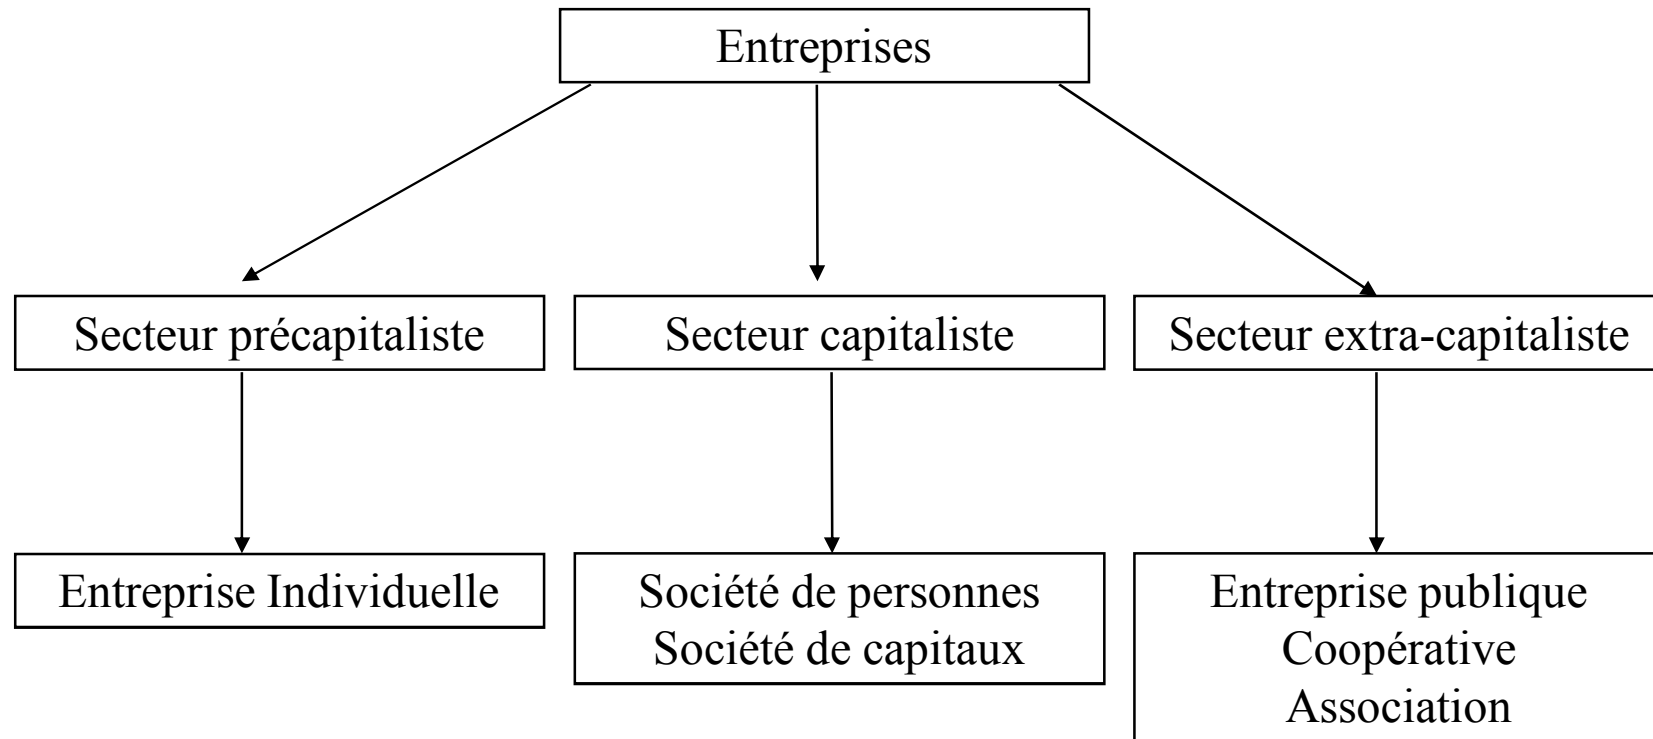 Entreprises
Secteur précapitaliste
Secteur capitaliste
Secteur extra-capitaliste
Entreprise Individuelle
Société de personnes
Société de capitaux
Entreprise publique
Coopérative
Association